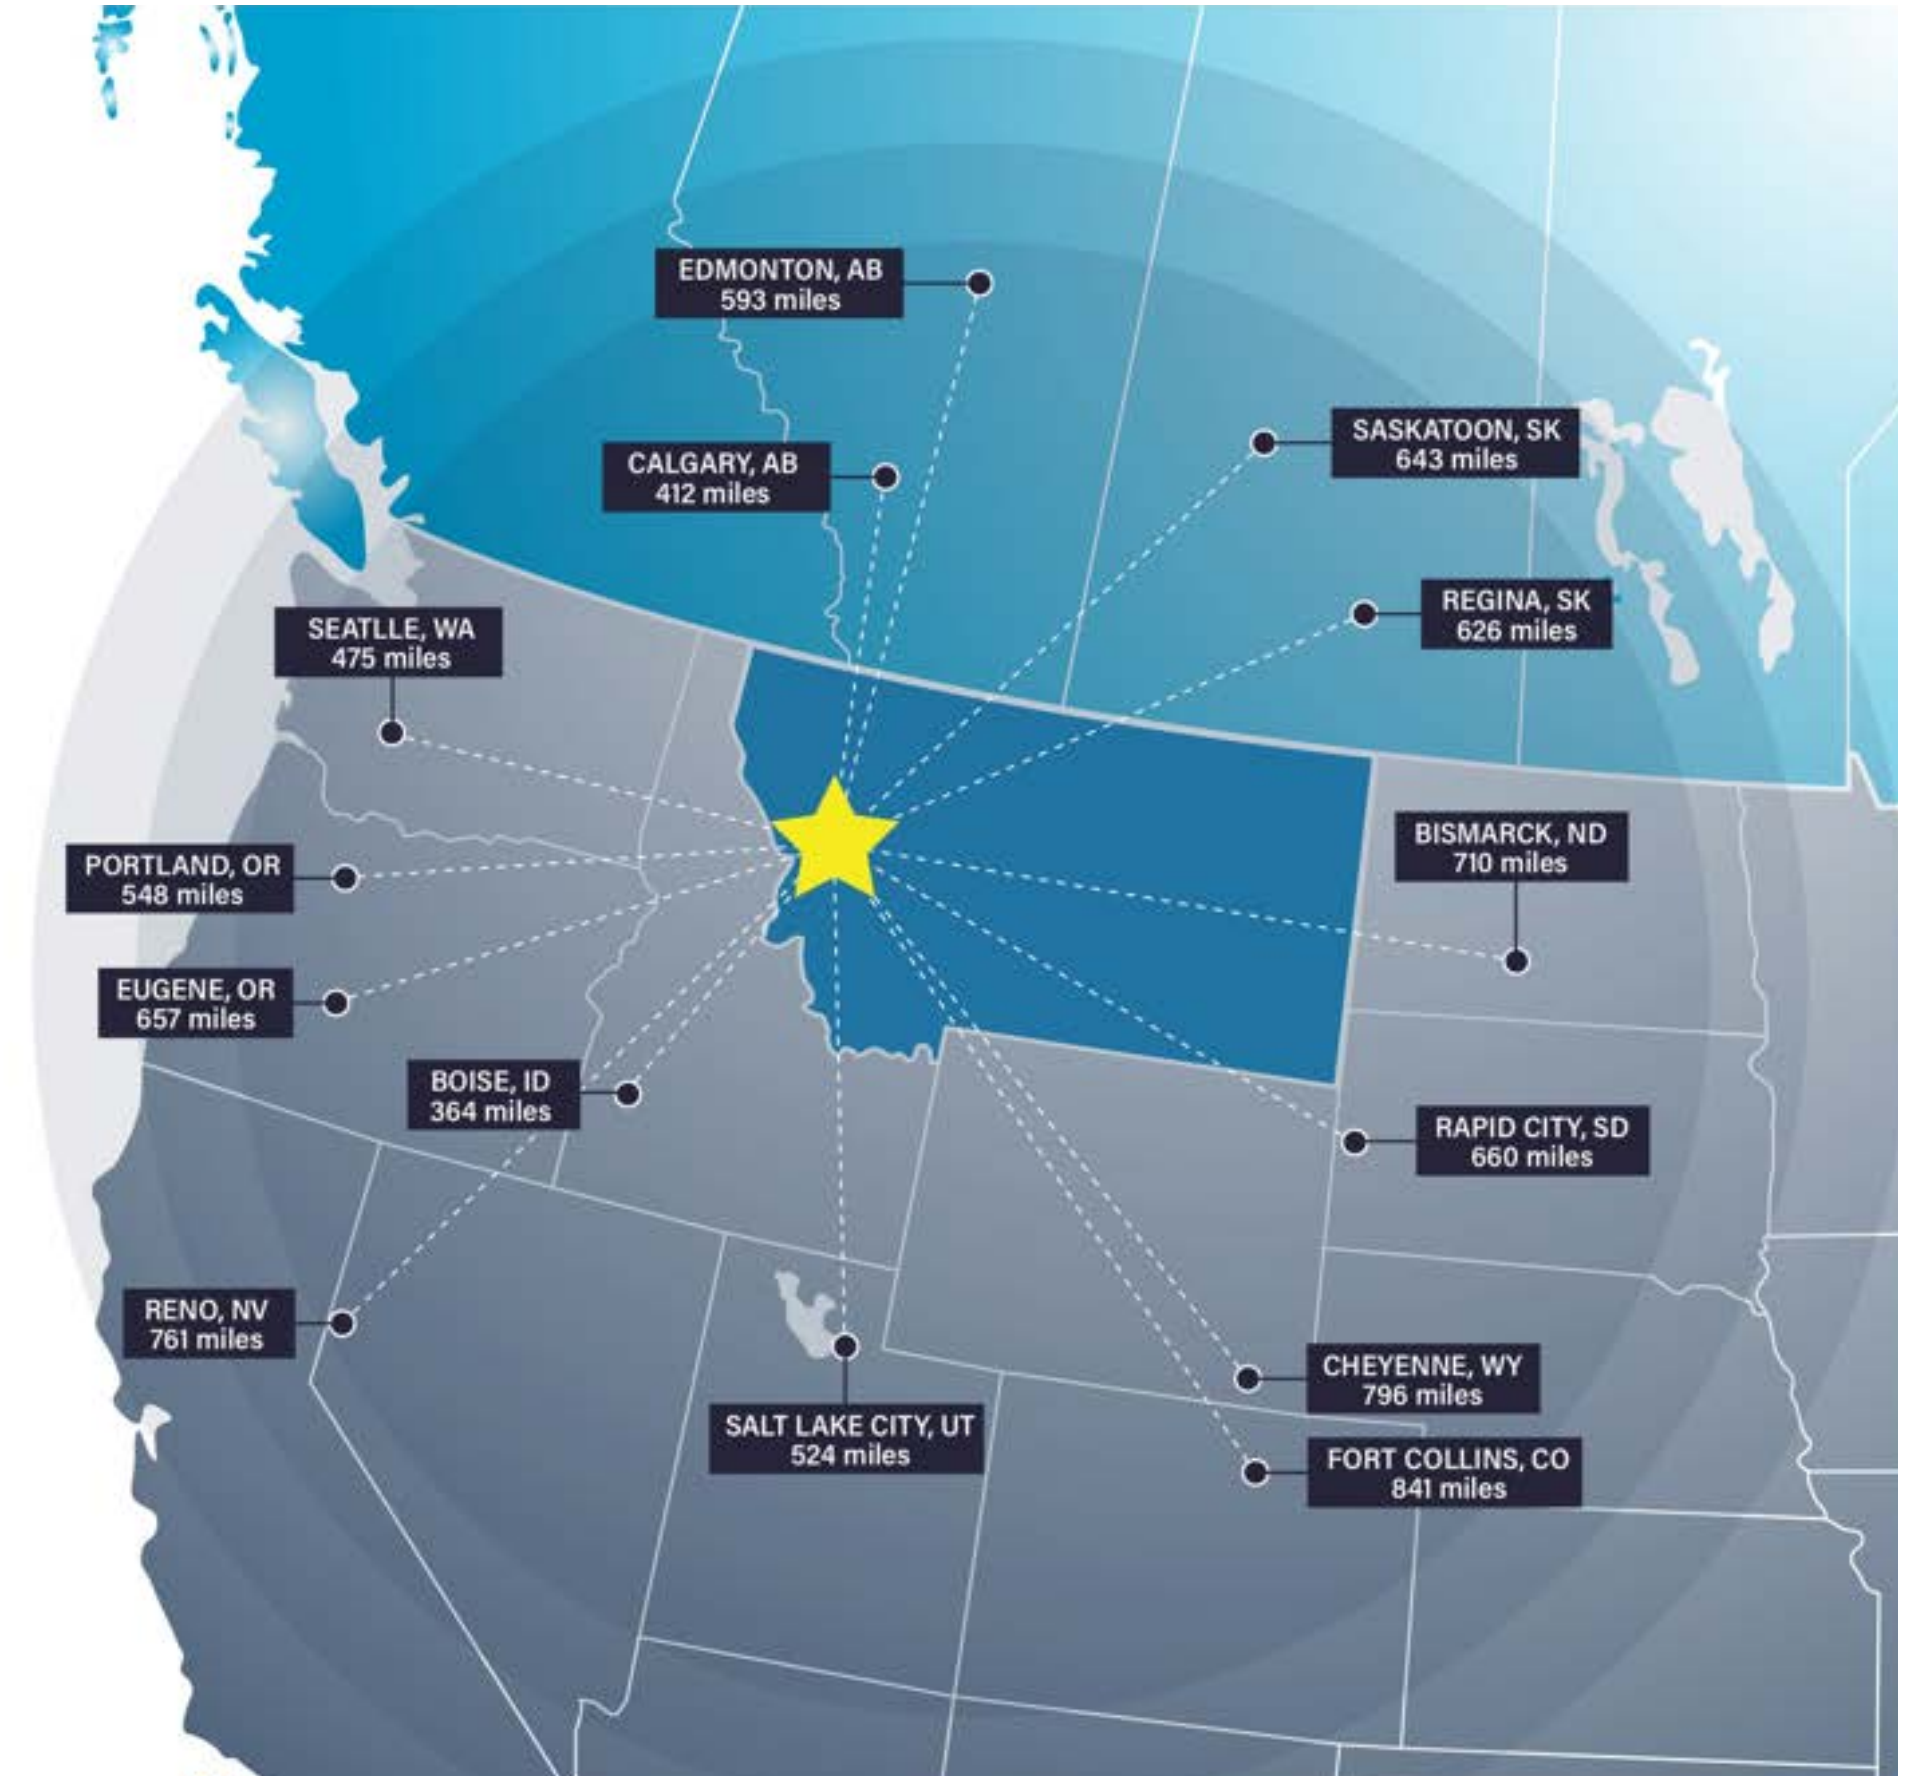 EDMONTON, AB
593 miles
SASKATOON, SK
643 miles
CALGARY, AB
412 miles
REGINA, SK
626 miles
SEATLLE, WA
475 miles
BISMARCK, ND
710 miles
PORTLAND, OR
548 miles
EUGENE, OR
657 miles
BOISE, ID
364 miles
RAPID CITY, SD
660 miles
RENO, NV
761 miles
CHEYENNE, WY
796 miles
SALT LAKE CITY, UT
524 miles
FORT COLLINS, CO
841 miles